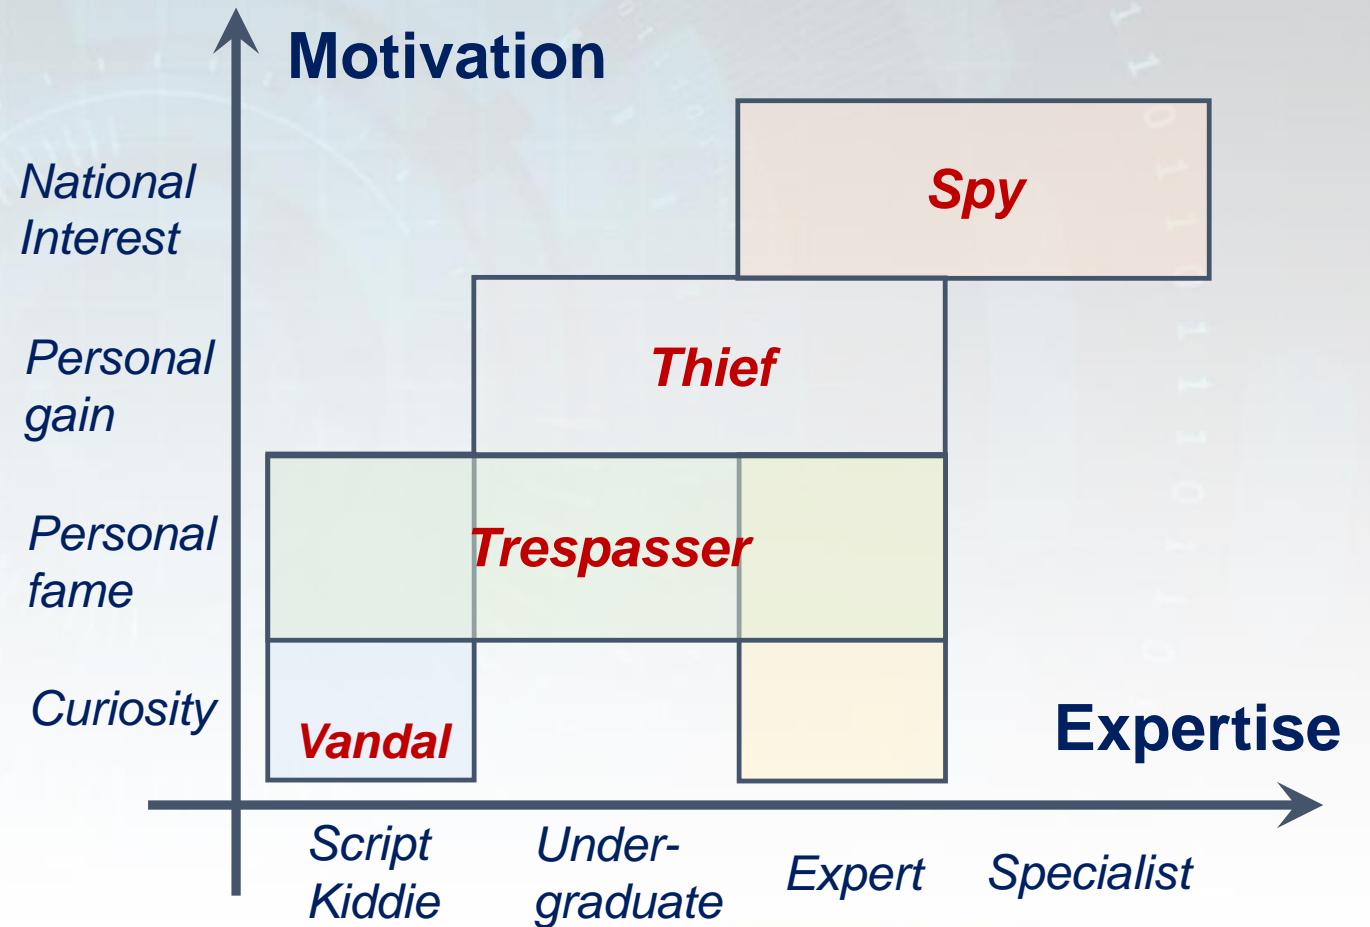 Motivation
National
Interest
Spy
Personal
gain
Thief
Personal
fame
Trespasser
Curiosity
Vandal
Expertise
Script
Kiddie
Under-
graduate
Expert
Specialist